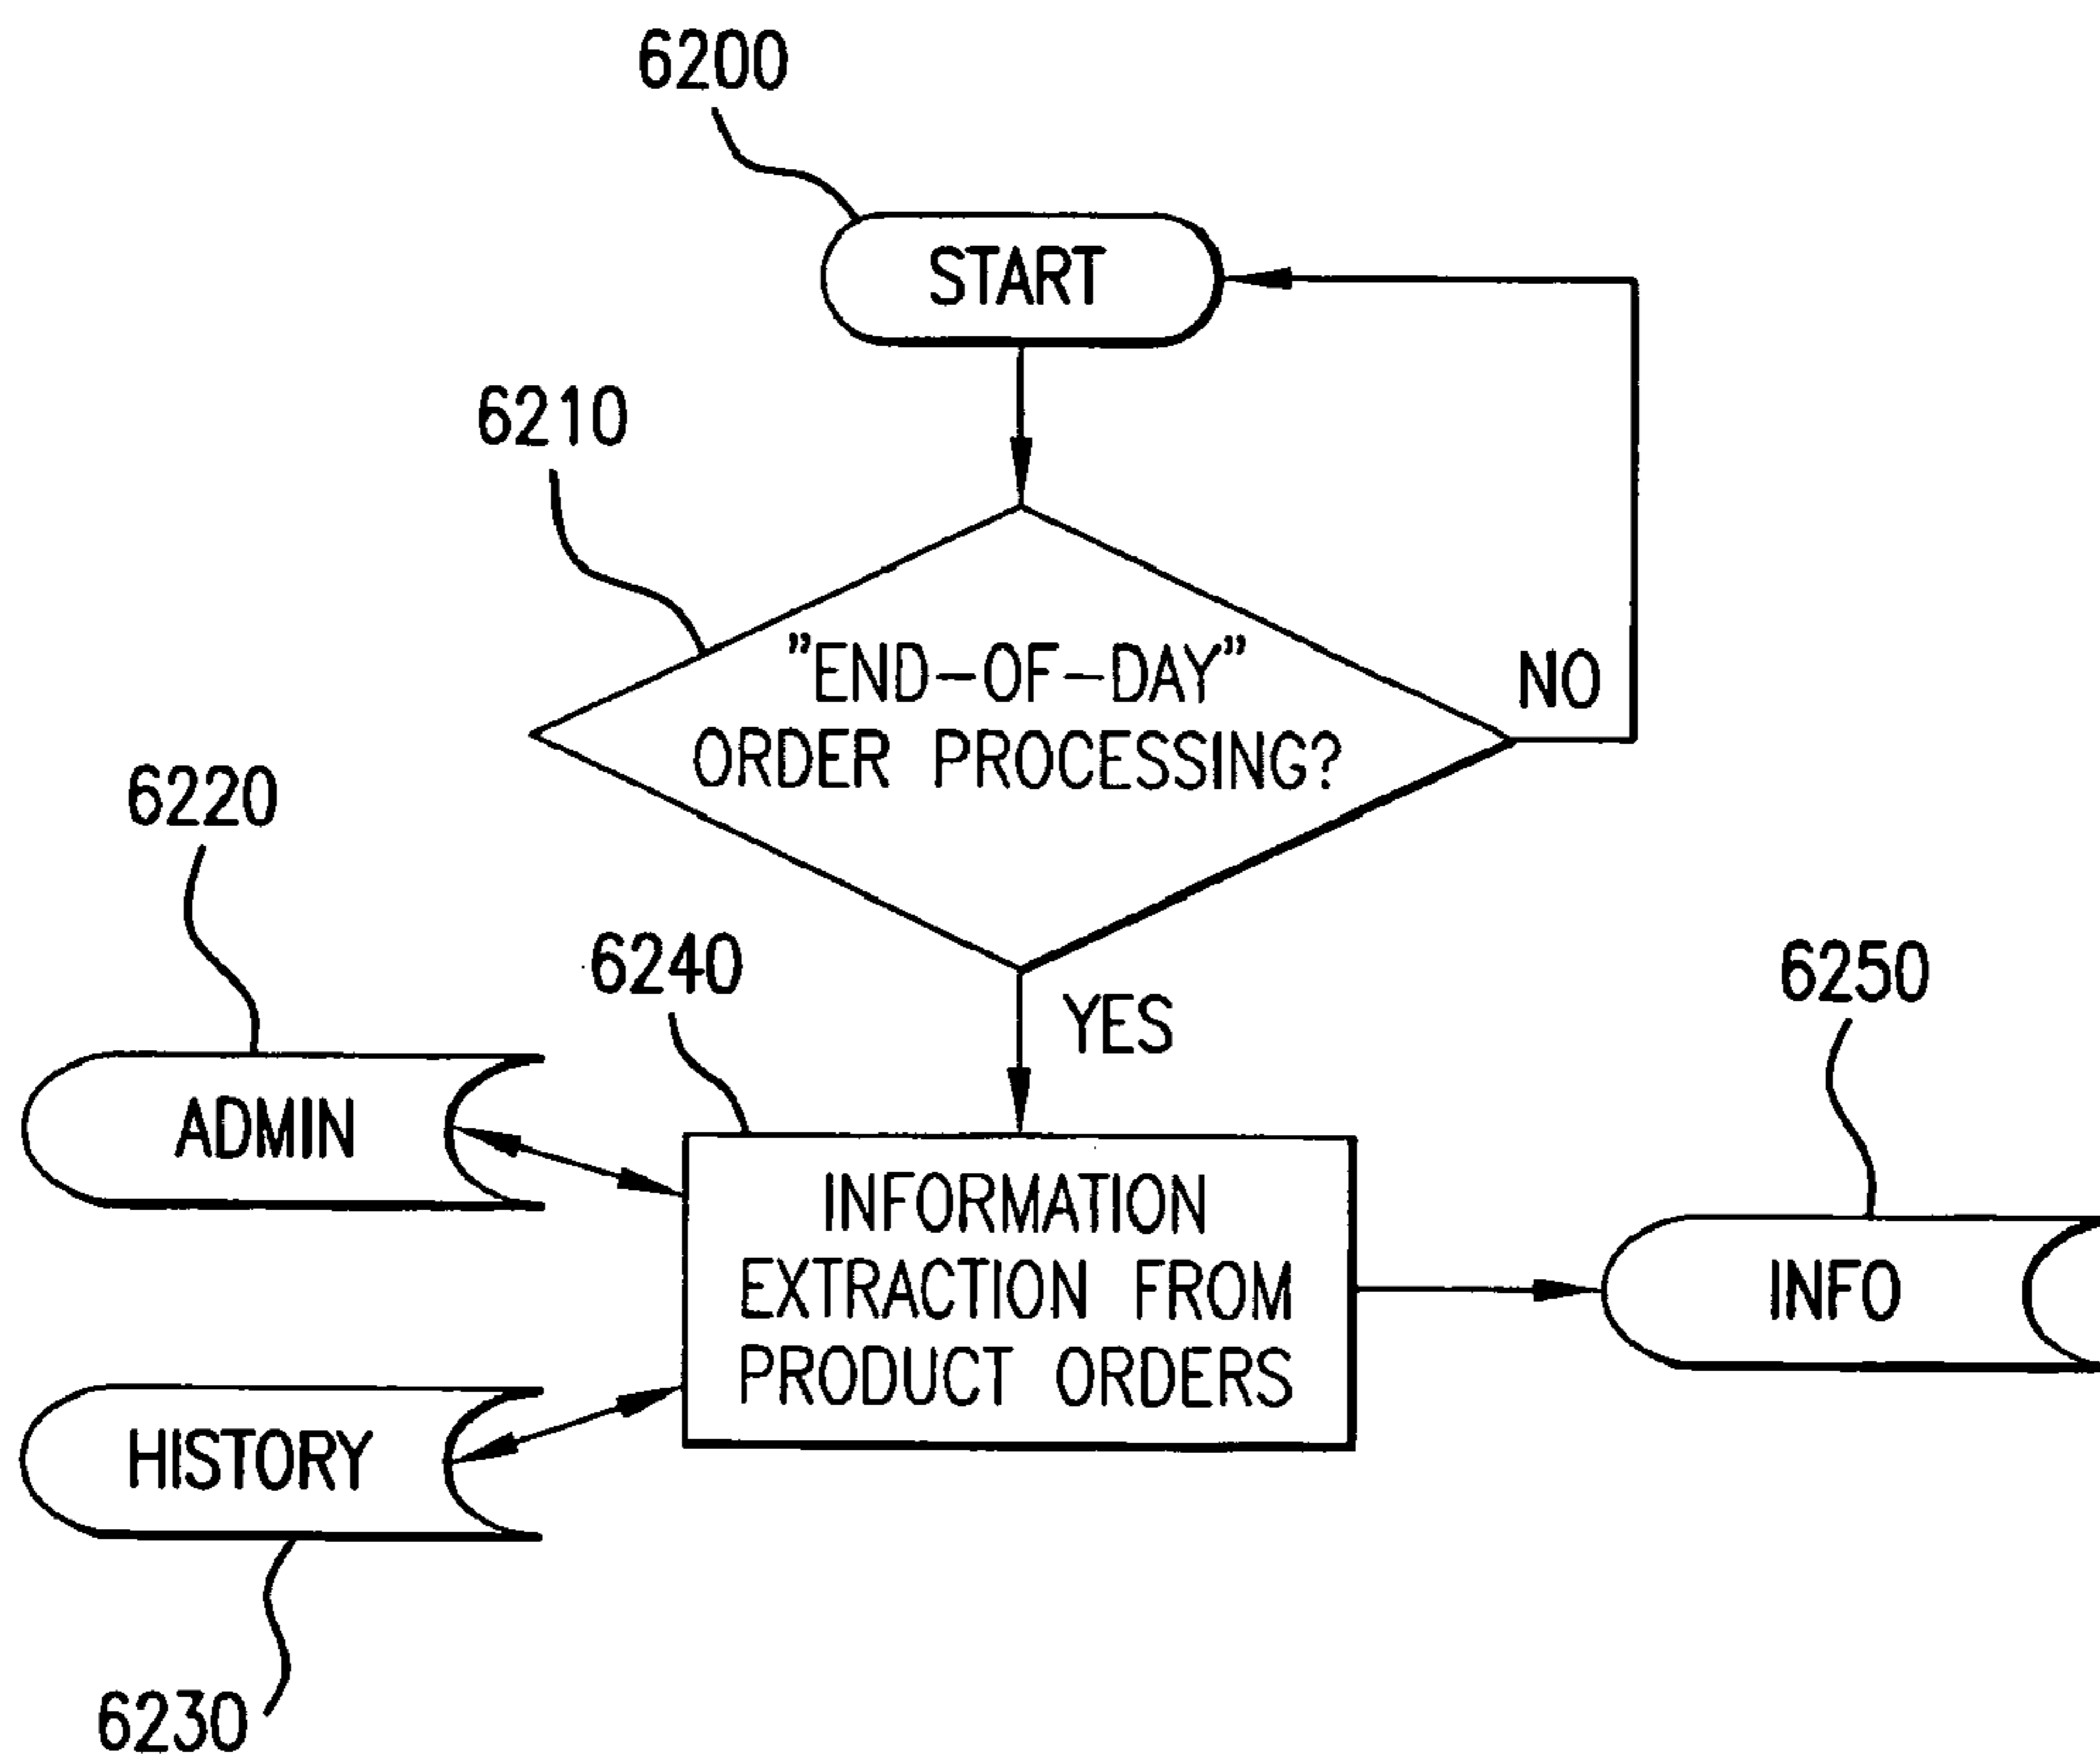 6200
START
6210
”END-OF-DAY”
ORDER PROCESSING?
NO
6220
6240
YES
6250
ADMIN
INFORMATION
EXTRACTION FROM
PRODUCT ORDERS
INFO
HISTORY
6230